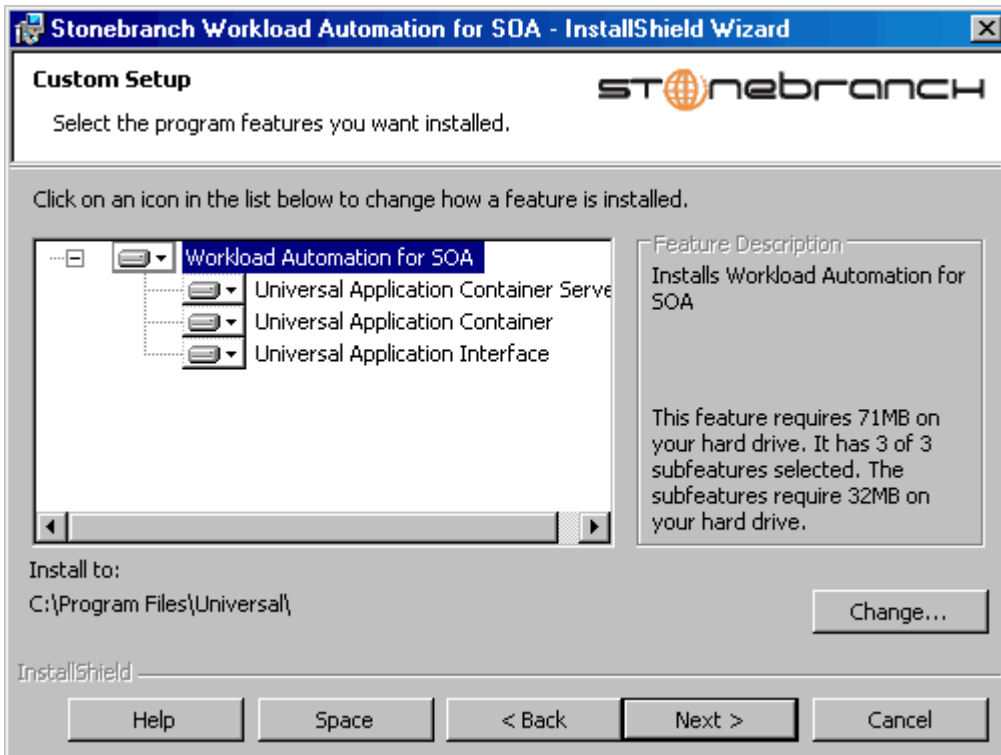 Stonebranch Workload Automation for SOA - InstallShield Wizard
Custom Setup
Select the program features you want installed.
STONEBRANCH
Click on an icon in the list below to change how a feature is installed.
Workload Automation for SOA
Universal Application Container Serve
Universal Application Container
Universal Application Interface
Feature Description
Installs Workload Automation for
SOA
This feature requires 71MB on
your hard drive. It has 3 of 3
subfeatures selected. The
subfeatures require 32MB on
your hard drive.
Install to:
C:\Program Files\Universal\
Change...
InstallShield
Help
Space
< Back
Next >
Cancel